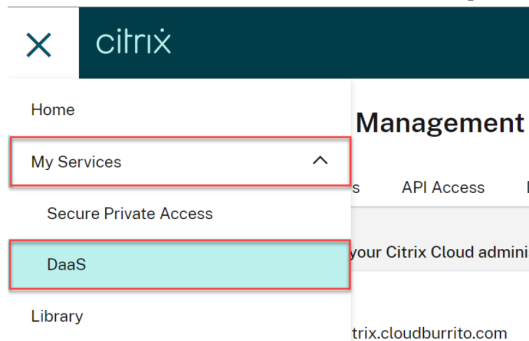 citrix
Home
Management
My Services
s API Access
Secure Private Access
your Citrix Cloud admini
DaaS
Library
trix.cloudburrito.com